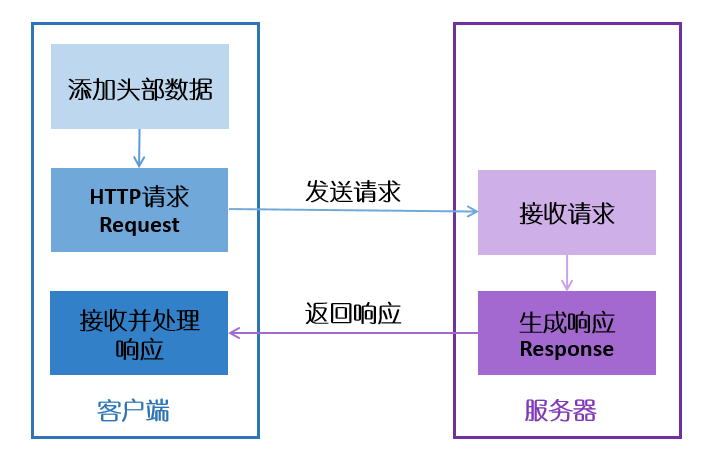 添加头部数据
HTTP请求
Request
发送请求
接收请求
接收并处理
响应
返回响应
生成响应
Response
客户端
服务器